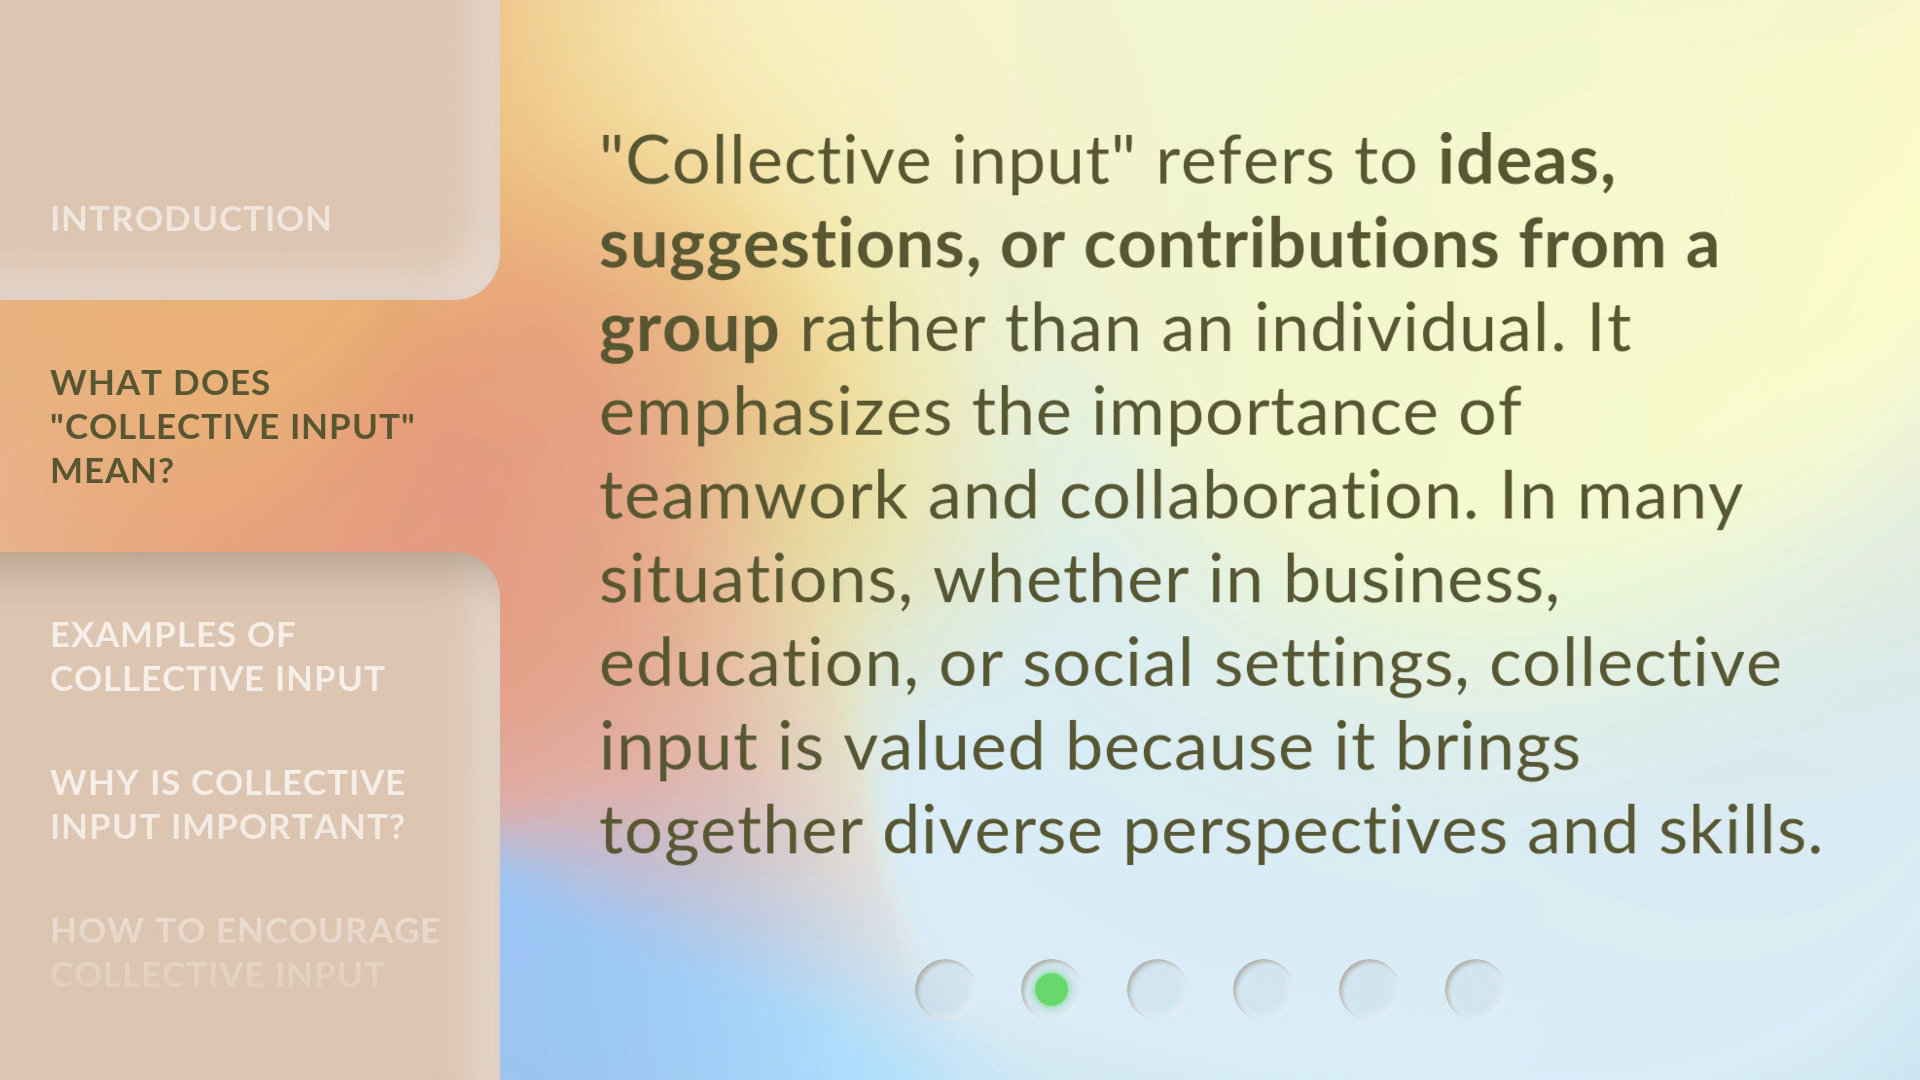 INTRODUCTION
WHAT DOES
"COLLECTIVE INPUT"
MEAN?
EXAMPLES OF
COLLECTIVE INPUT
WHY IS COLLECTIVE
INPUT IMPORTANT?
HOW TO ENCOURAGE
COLLECTIVE INPUT
"Collective input" refers to ideas,
suggestions, or contributions from a
group rather than an individual. It
emphasizes the importance of
teamwork and collaboration. In many
situations, whether in business,
education, or social settings, collective
input is valued because it brings
together diverse perspectives and skills.